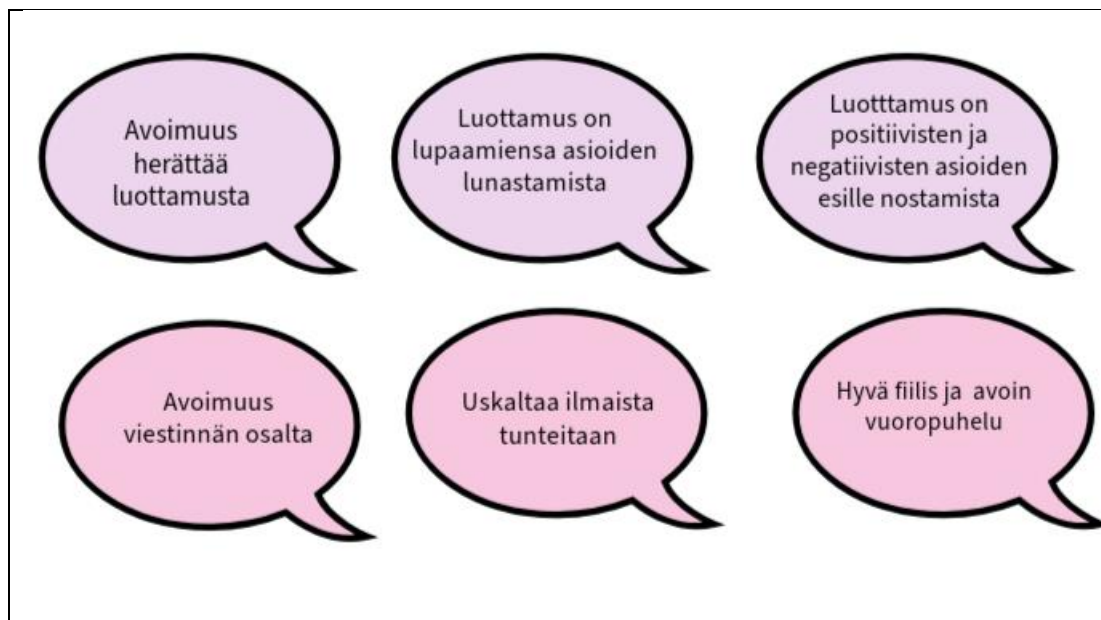 Avoimuus
herättää
luottamusta
Luottamus on
lupaamiensa asioiden
lunastamista
Luotttamus on
positiivisten ja
negatiivisten asioiden
esille nostamista
Avoimuus
viestinnän osalta
Uskaltaa ilmaista
tunteitaan
Hyvä fiilis ja  avoin
vuoropuhelu